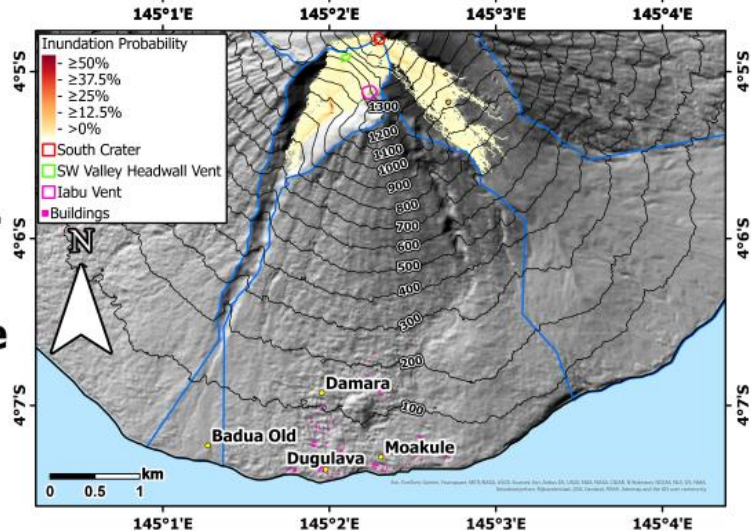 145°1'E 145°2'E 145°3'E 145°4'E
Inundation Probability
≥50%
≥37.5%
≥25%
≥12.5%
>0%
South Crater
SW Valley Headwall Vent
Iabu Vent
Buildings
N
4°5'S
4°5'S
1300
1200
1100
1000
900
800
700
4°6'S
4°6'S
600
500
400
300
e
200
Damara
4°7'S
100
4°7'S
Badua Old
Moakule
Dugulava
km
0 0.5 1
145°1'E 145°2'E 145°3'E 145°4'E